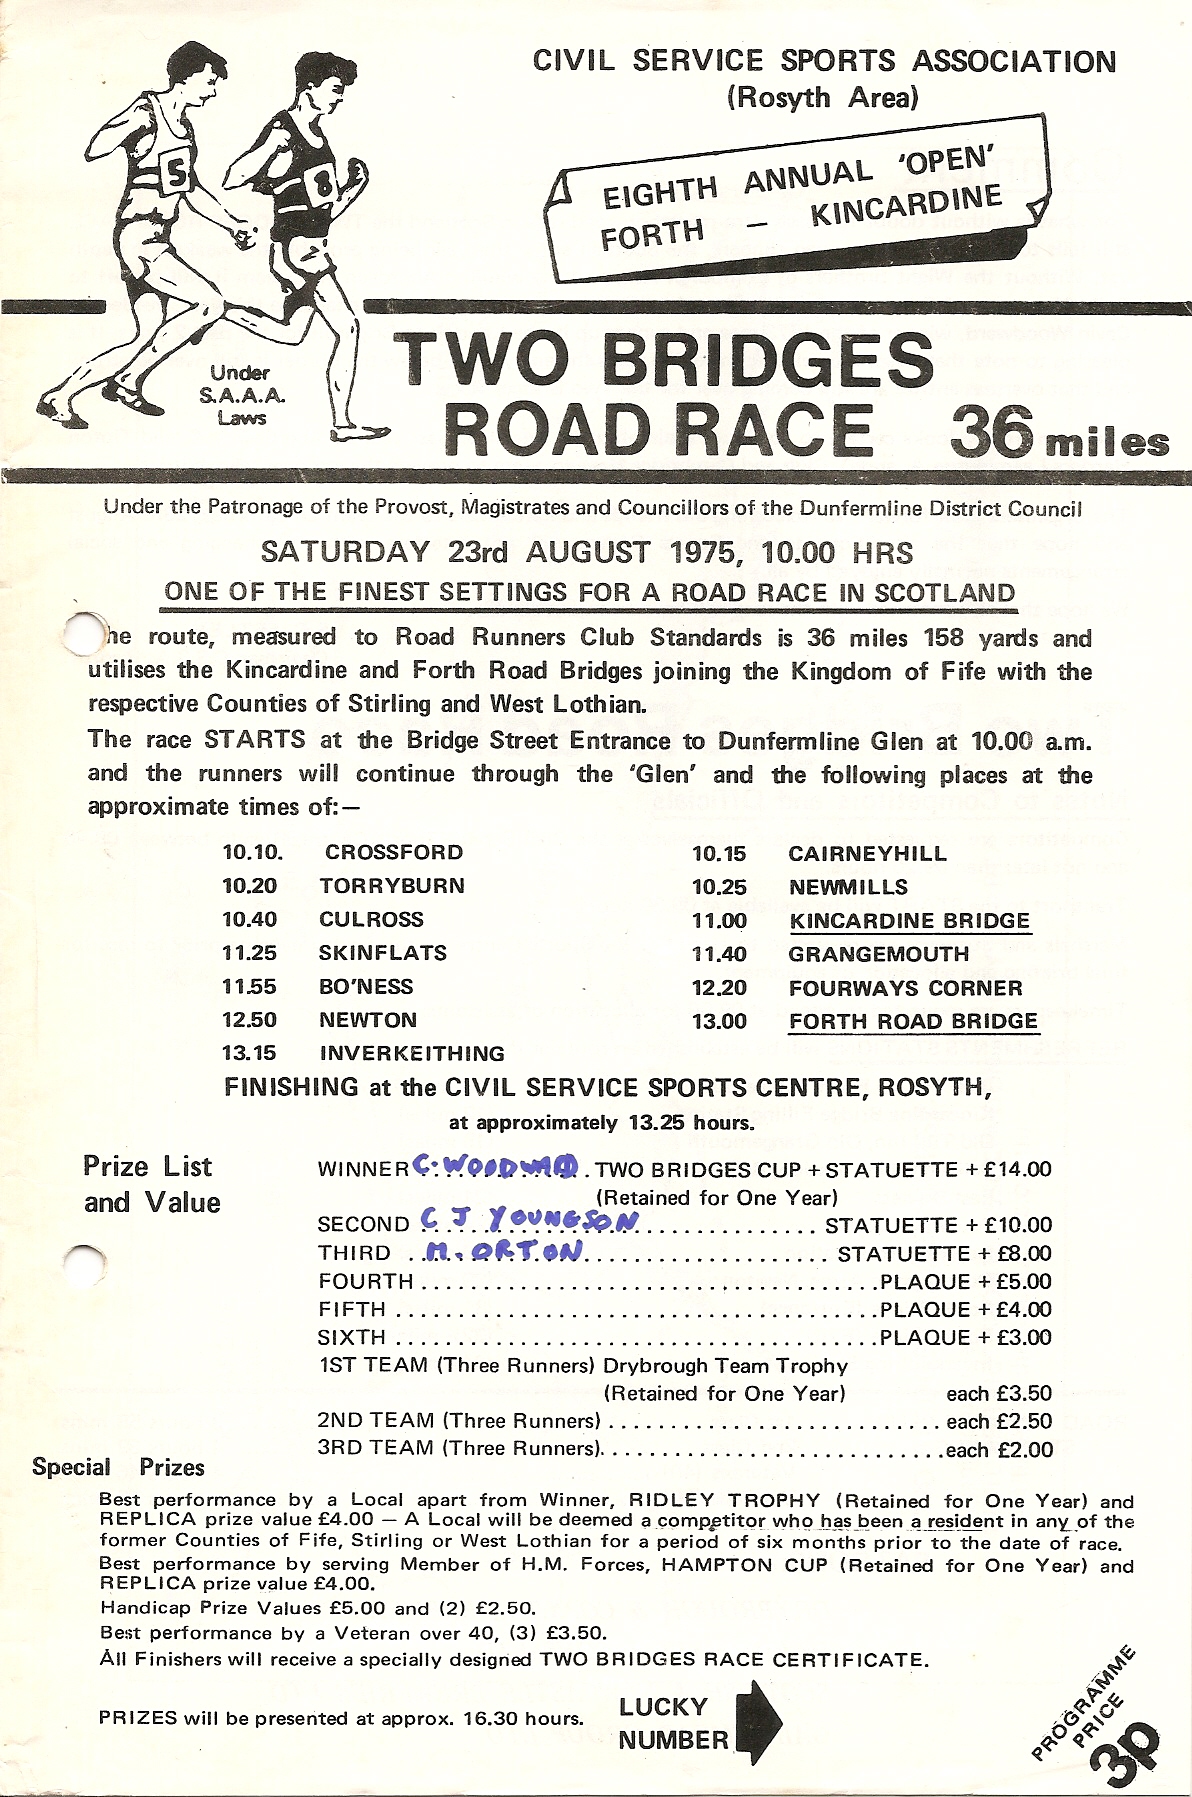 CIVIL SERVICE SPORTS ASSOCIATION
(Rosyth Area)
EIGHTH ANNUAL 'OPEN'
FORTH — KINCARDINE
5
8
Under
S.A.A.A.
Laws
TWO BRIDGES
ROAD RACE 36 miles
Under the Patronage of the Provost, Magistrates and Councillors of the Dunfermline District Council
SATURDAY 23rd AUGUST 1975, 10.00 HRS
ONE OF THE FINEST SETTINGS FOR A ROAD RACE IN SCOTLAND
he route, measured to Road Runners Club Standards is 36 miles 158 yards and
utilises the Kincardine and Forth Road Bridges joining the Kingdom of Fife with the
respective Counties of Stirling and West Lothian.
The race STARTS at the Bridge Street Entrance to Dunfermline Glen at 10.00 a.m.
and the runners will continue through the 'Glen' and the following places at the
approximate times of:—
10.10. CROSSFORD 10.15 CAIRNEYHILL
10.20 TORRYBURN 10.25 NEWMILLS
10.40 CULROSS 11.00 KINCARDINE BRIDGE
11.25 SKINFLATS 11.40 GRANGEMOUTH
11.55 BO'NESS 12.20 FOURWAYS CORNER
12.50 NEWTON 13.00 FORTH ROAD BRIDGE
13.15 INVERKEITHING
FINISHING at the CIVIL SERVICE SPORTS CENTRE, ROSYTH,
at approximately 13.25 hours.
Prize List
and Value
WINNER C. WOODWARD. TWO BRIDGES CUP + STATUETTE + £14.00
(Retained for One Year)
SECOND C J YOUNGSON ............... STATUETTE + £10.00
THIRD .. M. ORTON ..................... STATUETTE + £8.00
FOURTH ........................................ PLAQUE + £5.00
FIFTH .......................................... PLAQUE + £4.00
SIXTH .......................................... PLAQUE + £3.00
1ST TEAM (Three Runners) Drybrough Team Trophy
(Retained for One Year) each £3.50
2ND TEAM (Three Runners) ............................ each £2.50
3RD TEAM (Three Runners). ............................ each £2.00
Special Prizes
Best performance by a Local apart from Winner, RIDLEY TROPHY (Retained for One Year) and
REPLICA prize value £4.00 — A Local will be deemed a competitor who has been a resident in any of the
former Counties of Fife, Stirling or West Lothian for a period of six months prior to the date of race.
Best performance by serving Member of H.M. Forces, HAMPTON CUP (Retained for One Year) and
REPLICA prize value £4.00.
Handicap Prize Values £5.00 and (2) £2.50.
Best performance by a Veteran over 40, (3) £3.50.
All Finishers will receive a specially designed TWO BRIDGES RACE CERTIFICATE.
PRIZES will be presented at approx. 16.30 hours.
LUCKY
NUMBER
PROGRAMME
PRICE
3p